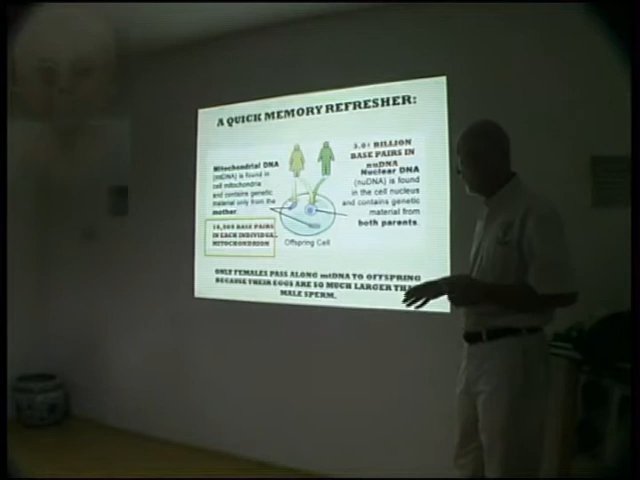 A QUICK MEMORY REFRESHER:
Mitochondrial DNA
(mtDNA) is found in
cell mitochondria
and contains genetic
material only from the
mother.
16,569 BASE PAIRS
IN EACH INDIVIDUAL
MITOCHONDRION
3.0+ BILLION
BASE PAIRS IN
nuDNA
Nuclear DNA
(nuDNA) is found
in the cell nucleus
and contains genetic
material from
both parents.
Offspring Cell
ONLY FEMALES PASS ALONG mtDNA TO OFFSPRING
BECAUSE THEIR EGGS ARE SO MUCH LARGER
MALE SPERM.